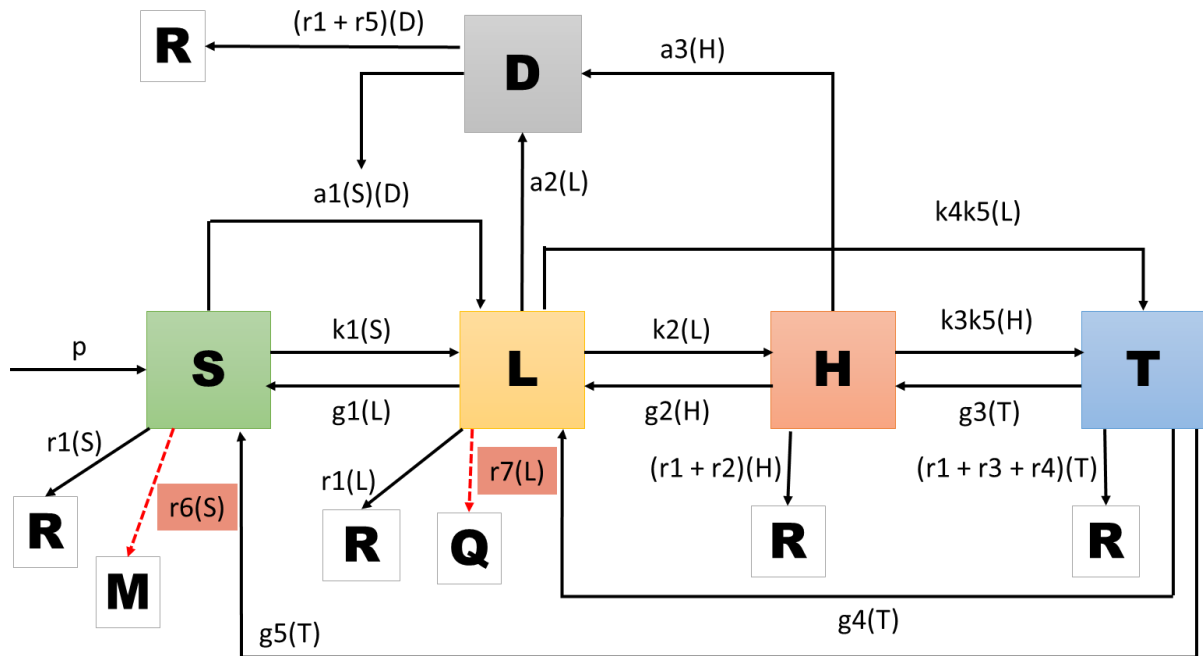 (r1 + r5)(D)
R
D
a3(H)
a1(S)(D)
a2(L)
k4k5(L)
p
S
k1(S)
g1(L)
L
k2(L)
g2(H)
H
k3k5(H)
g3(T)
T
r1(S)
r6(S)
r1(L)
r7(L)
(r1 + r2)(H)
(r1 + r3 + r4)(T)
R
M
R
Q
R
R
g5(T)
g4(T)